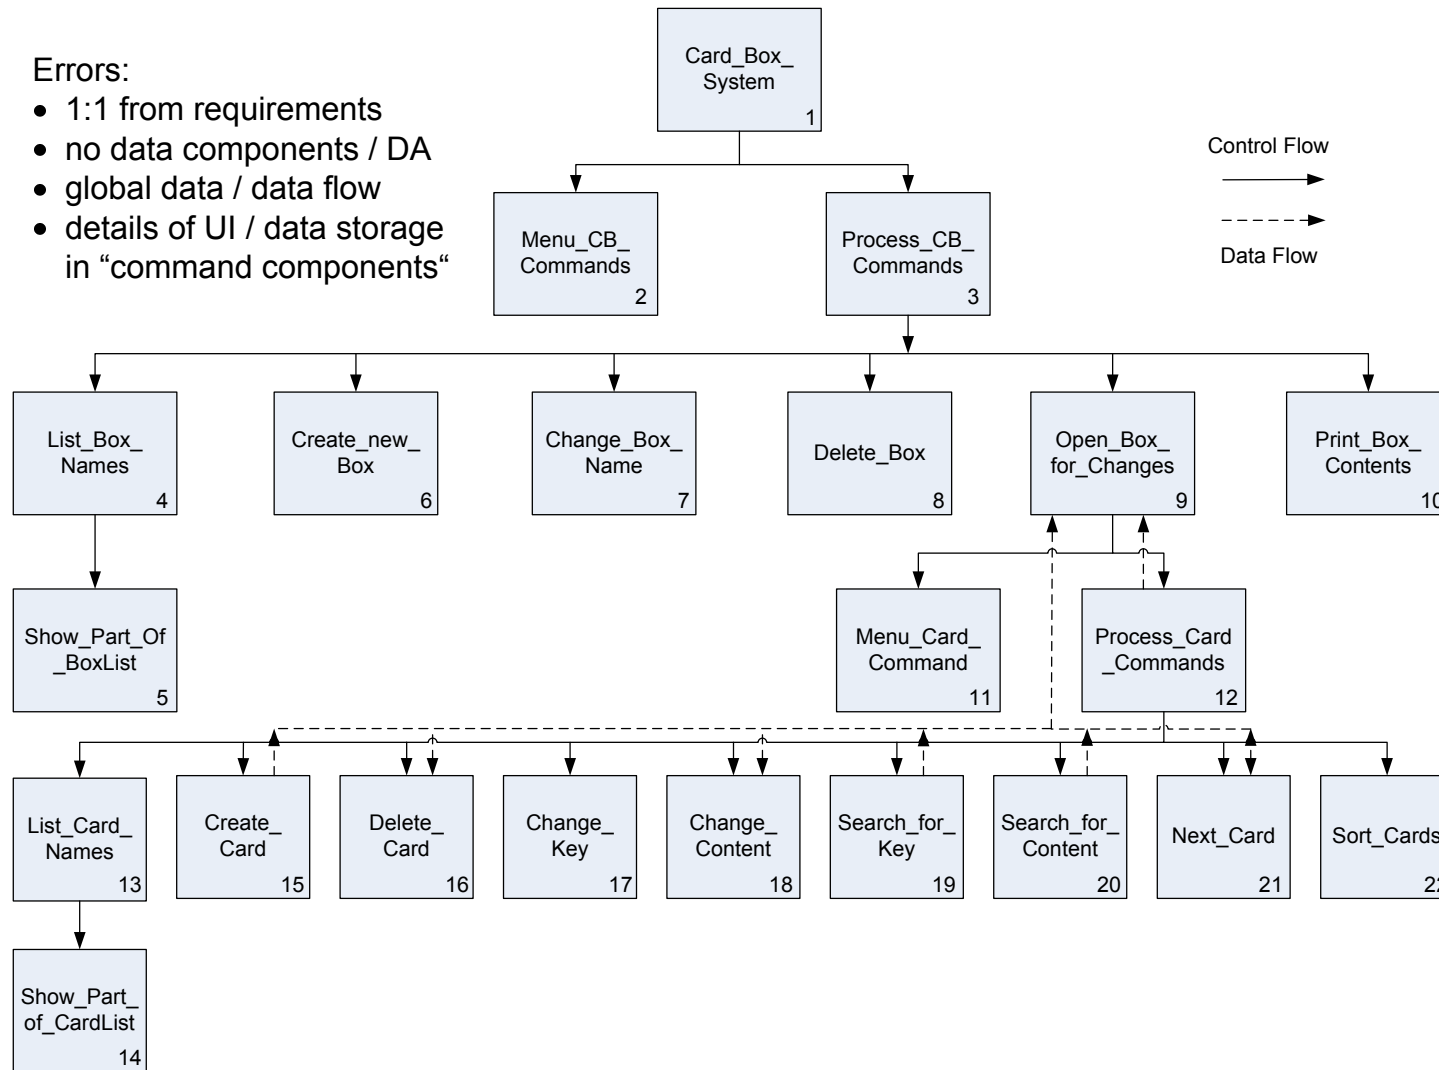 Errors:
• 1:1 from requirements
• no data components / DA
• global data / data flow
• details of UI / data storage
in “command components“
Card_Box_
System
1
Control Flow
Data Flow
Menu_CB_
Commands
2
Process_CB_
Commands
3
List_Box_
Names
4
Create_new_
Box
6
Change_Box_
Name
7
Delete_Box
8
Open_Box_
for_Changes
9
Print_Box_
Contents
10
Show_Part_Of
_BoxList
5
Menu_Card_
Command
11
Process_Card
_Commands
12
List_Card_
Names
13
Create_
Card
15
Delete_
Card
16
Change_
Key
17
Change_
Content
18
Search_for_
Key
19
Search_for_
Content
20
Next_Card
21
Sort_Cards
22
Show_Part_
of_CardList
14